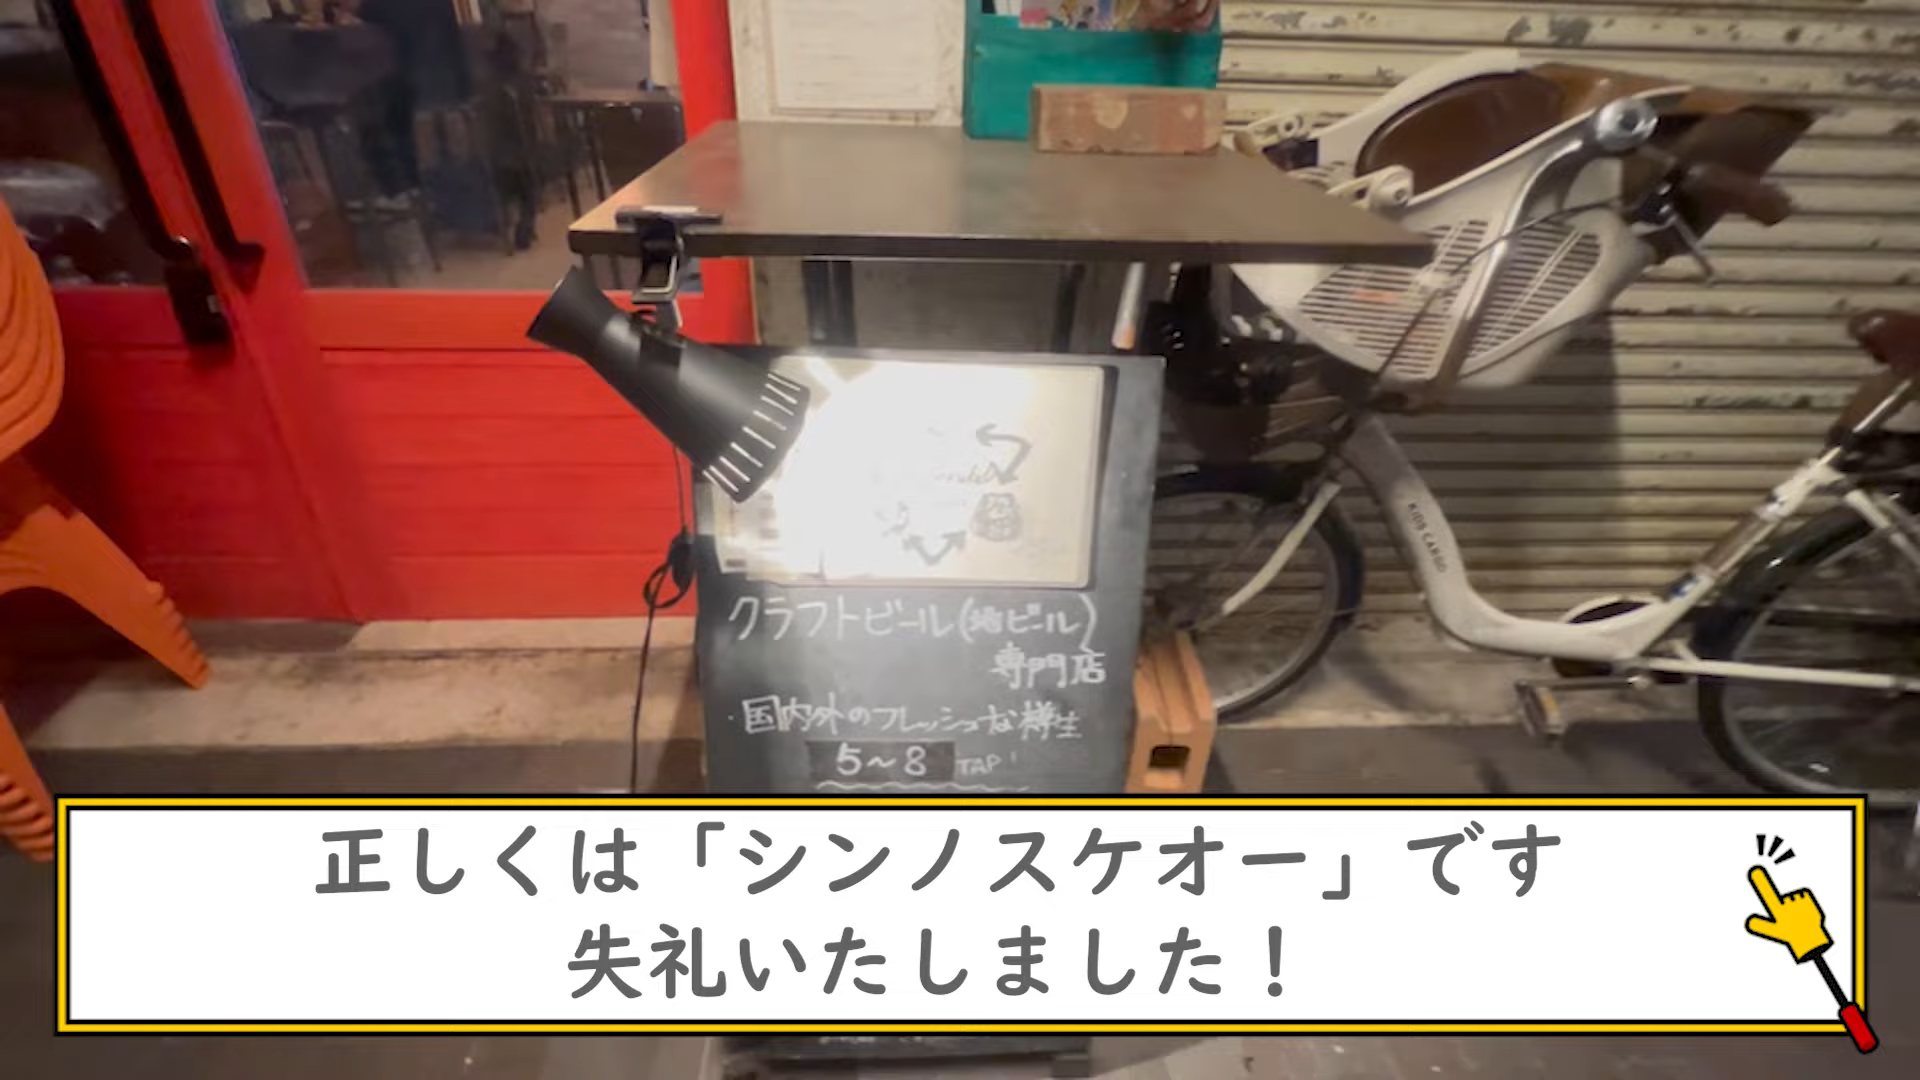 クラフトビール(地ビール)
専門店
・国内外のフレッシュな樽生
5～8 TAP!
KIDS CARGO
正しくは「シンノスケオー」です
失礼いたしました！